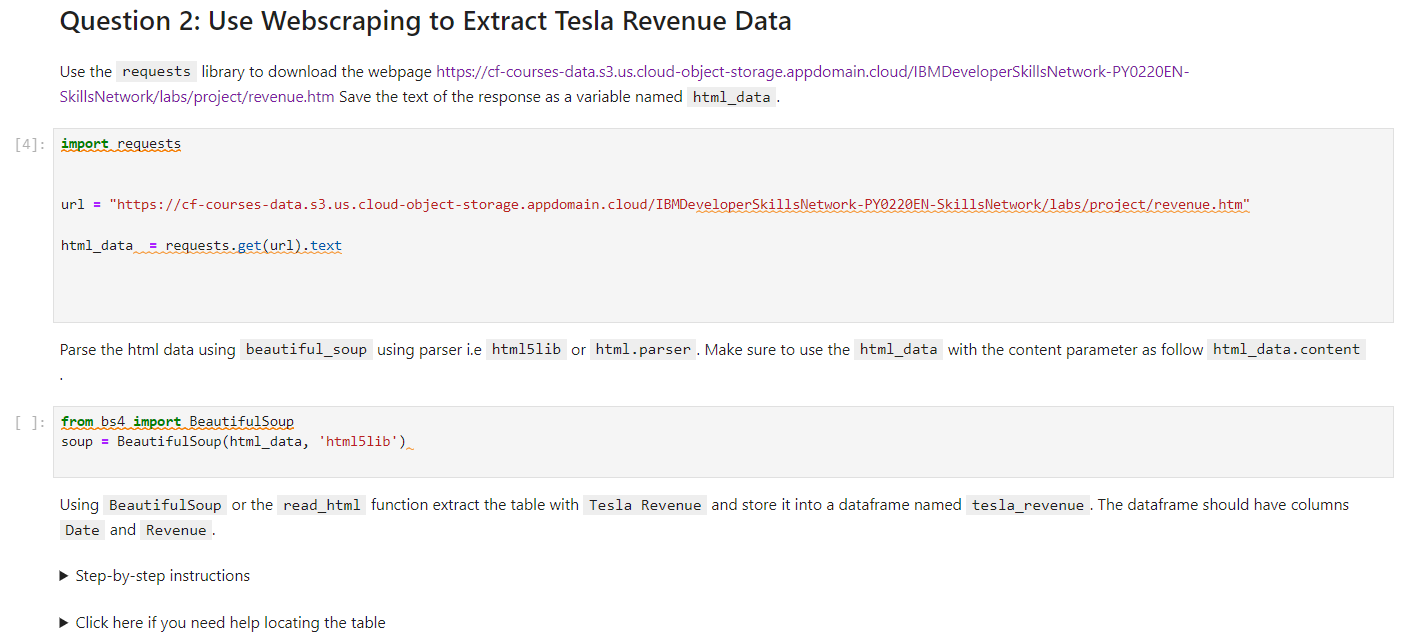 Question 2: Use Webscraping to Extract Tesla Revenue Data
Use the requests library to download the webpage https://cf-courses-data.s3.us.cloud-object-storage.appdomain.cloud/IBMDeveloperSkillsNetwork-PY0220EN-
SkillsNetwork/labs/project/revenue.htm Save the text of the response as a variable named html_data.
[4]: import requests
url = "https://cf-courses-data.s3.us.cloud-object-storage.appdomain.cloud/IBMDeveloperSkillsNetwork-PY0220EN-SkillsNetwork/labs/project/revenue.htm"
html_data  = requests.get(url).text
Parse the html data using beautiful_soup using parser i.e html5lib or html.parser. Make sure to use the html_data with the content parameter as follow html_data.content
.
[ ]: from bs4 import BeautifulSoup
soup = BeautifulSoup(html_data, 'html5lib')
Using BeautifulSoup or the read_html function extract the table with Tesla Revenue and store it into a dataframe named tesla_revenue. The dataframe should have columns
Date and Revenue.
▶ Step-by-step instructions
▶ Click here if you need help locating the table